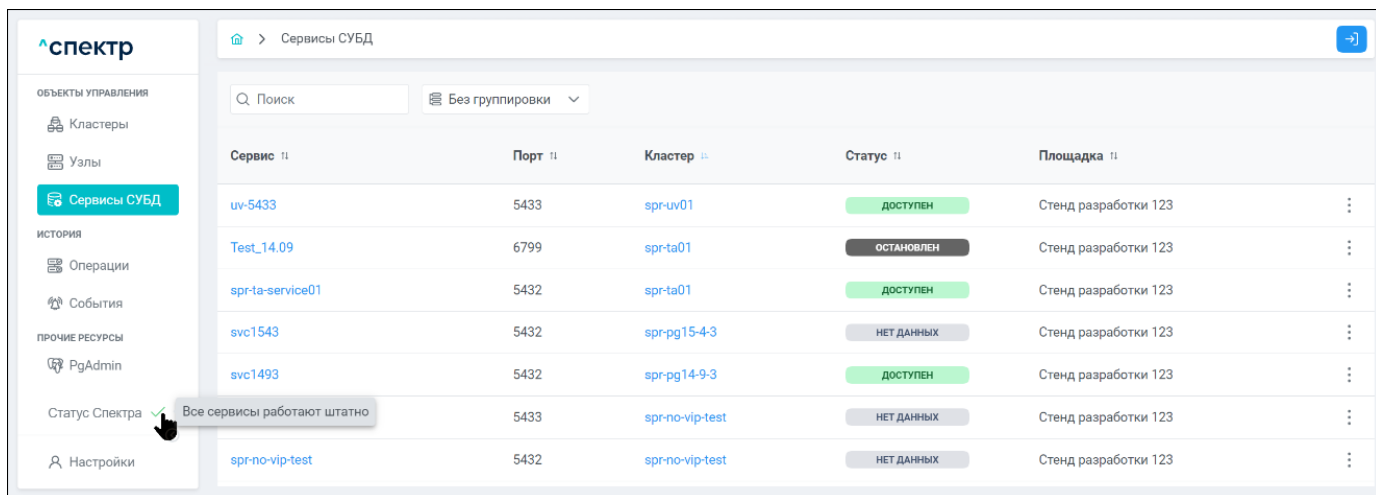 ^спектр
ОБЪЕКТЫ УПРАВЛЕНИЯ
Кластеры
Узлы
Сервисы СУБД
ИСТОРИЯ
Операции
События
ПРОЧИЕ РЕСУРСЫ
PgAdmin
Статус Спектра
Все сервисы работают штатно
Настройки
> Сервисы СУБД
Поиск
Без группировки
Сервис Порт Кластер Статус Площадка
uv-5433 5433 spr-uv01 ДОСТУПЕН Стенд разработки 123
Test_14.09 6799 spr-ta01 ОСТАНОВЛЕН Стенд разработки 123
spr-ta-service01 5432 spr-ta01 ДОСТУПЕН Стенд разработки 123
svc1543 5432 spr-pg15-4-3 НЕТ ДАННЫХ Стенд разработки 123
svc1493 5432 spr-pg14-9-3 ДОСТУПЕН Стенд разработки 123
5433 spr-no-vip-test НЕТ ДАННЫХ Стенд разработки 123
spr-no-vip-test 5432 spr-no-vip-test НЕТ ДАННЫХ Стенд разработки 123